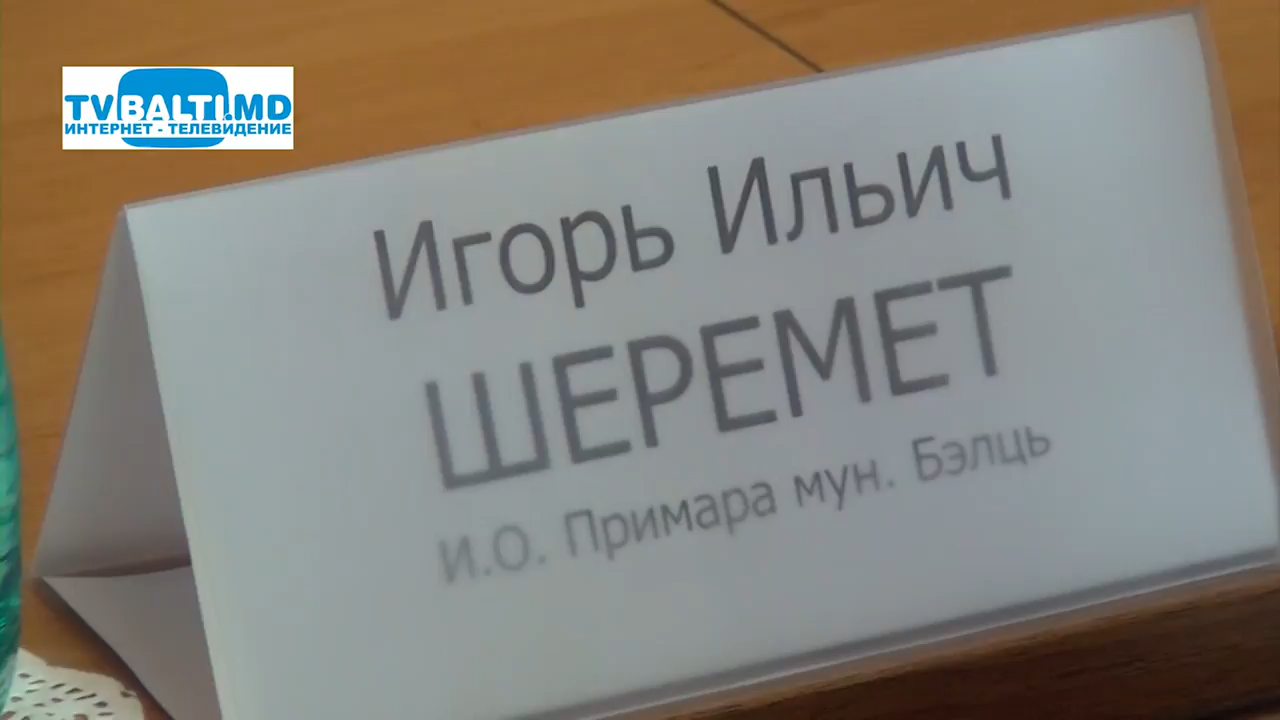 TVBALTI.MD
ИНТЕРНЕТ - ТЕЛЕВИДЕНИЕ
Игорь Ильич
ШЕРЕМЕТ
И.О. Примара мун. Бэлць